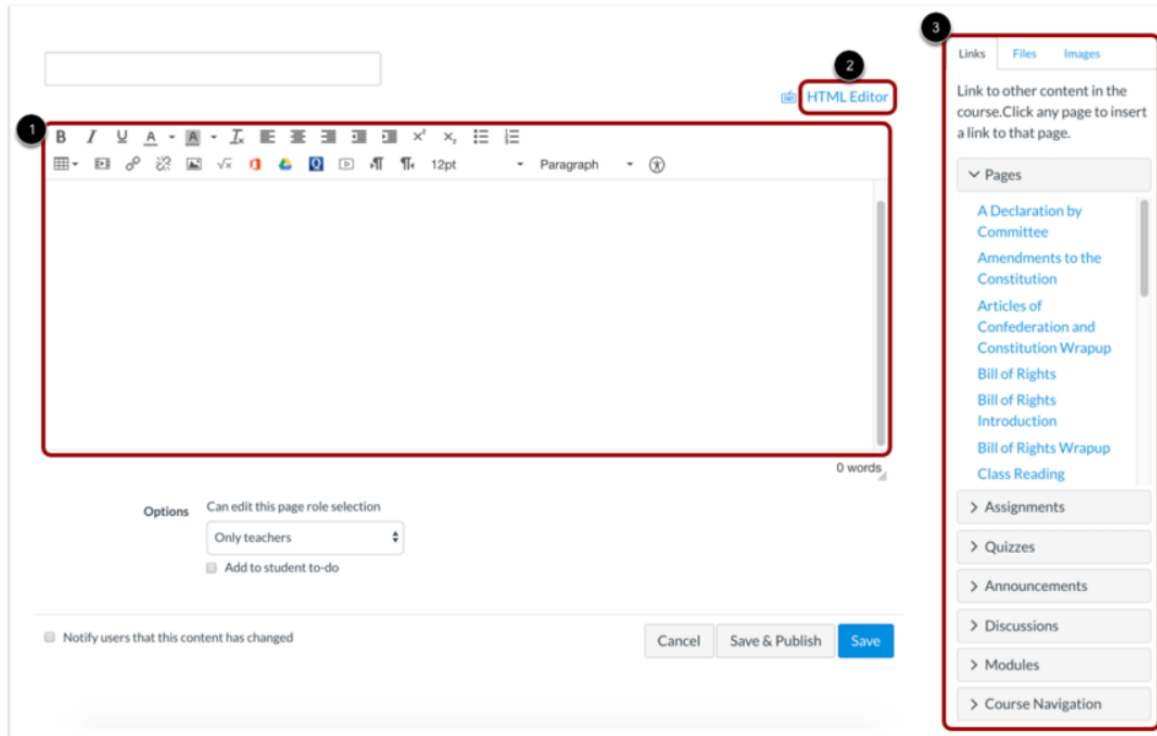 3
Links Files Images
2
HTML Editor
Link to other content in the
course.Click any page to insert
a link to that page.
1
B I U A A Tx x² x₂
√x Q 12pt Paragraph
Pages
A Declaration by
Committee
Amendments to the
Constitution
Articles of
Confederation and
Constitution Wrapup
Bill of Rights
Bill of Rights
Introduction
Bill of Rights Wrapup
Class Reading
0 words
Options Can edit this page role selection
Only teachers
Add to student to-do
Assignments
Quizzes
Announcements
Discussions
Modules
Course Navigation
Notify users that this content has changed
Cancel Save & Publish Save